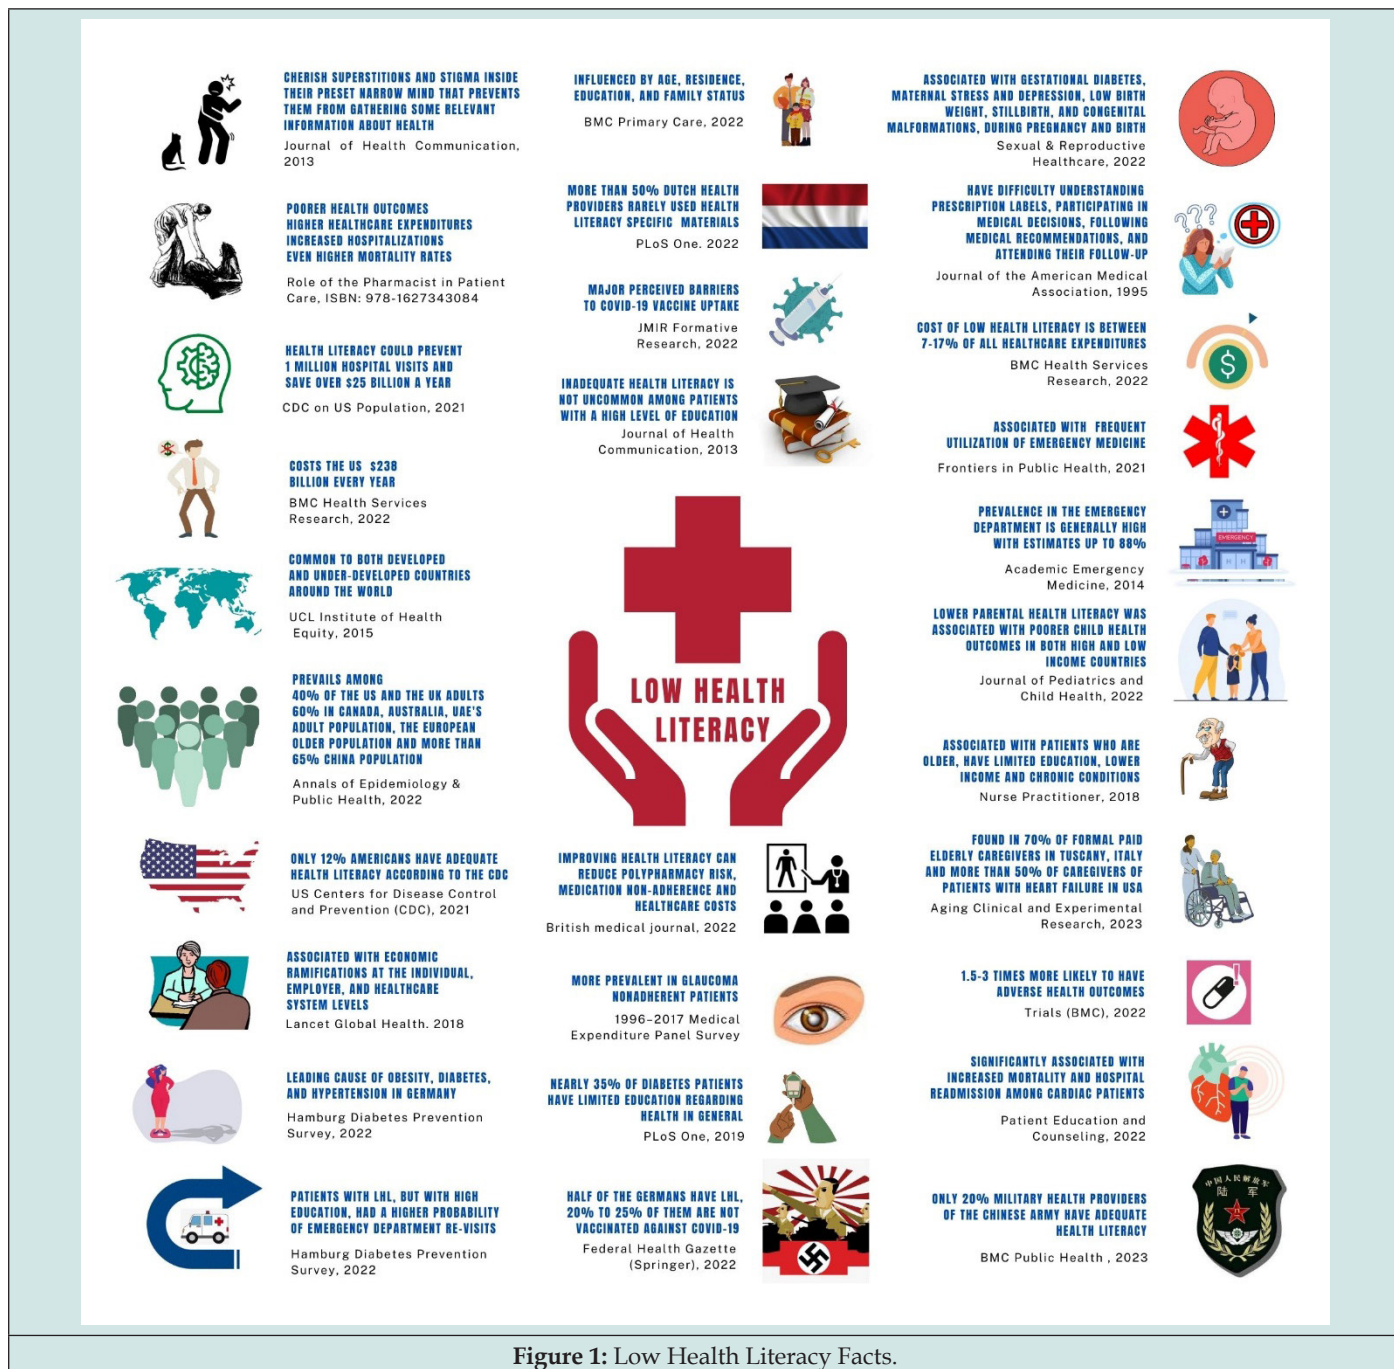 CHERISH SUPERSTITIONS AND STIGMA INSIDE
THEIR PRESET NARROW MIND THAT PREVENTS
THEM FROM GATHERING SOME RELEVANT
INFORMATION ABOUT HEALTH
Journal of Health Communication,
2013
POORER HEALTH OUTCOMES
HIGHER HEALTHCARE EXPENDITURES
INCREASED HOSPITALIZATIONS
EVEN HIGHER MORTALITY RATES
Role of the Pharmacist in Patient
Care, ISBN: 978-1627343084
HEALTH LITERACY COULD PREVENT
1 MILLION HOSPITAL VISITS AND
SAVE OVER $25 BILLION A YEAR
CDC on US Population, 2021
COSTS THE US $238
BILLION EVERY YEAR
BMC Health Services
Research, 2022
COMMON TO BOTH DEVELOPED
AND UNDER-DEVELOPED COUNTRIES
AROUND THE WORLD
UCL Institute of Health
Equity, 2015
PREVAILS AMONG
40% OF THE US AND THE UK ADULTS
60% IN CANADA, AUSTRALIA, UAE'S
ADULT POPULATION, THE EUROPEAN
OLDER POPULATION AND MORE THAN
65% CHINA POPULATION
Annals of Epidemiology &
Public Health, 2022
ONLY 12% AMERICANS HAVE ADEQUATE
HEALTH LITERACY ACCORDING TO THE CDC
US Centers for Disease Control
and Prevention (CDC), 2021
ASSOCIATED WITH ECONOMIC
RAMIFICATIONS AT THE INDIVIDUAL,
EMPLOYER, AND HEALTHCARE
SYSTEM LEVELS
Lancet Global Health. 2018
LEADING CAUSE OF OBESITY, DIABETES,
AND HYPERTENSION IN GERMANY
Hamburg Diabetes Prevention
Survey, 2022
PATIENTS WITH LHL, BUT WITH HIGH
EDUCATION, HAD A HIGHER PROBABILITY
OF EMERGENCY DEPARTMENT RE-VISITS
Hamburg Diabetes Prevention
Survey, 2022
INFLUENCED BY AGE, RESIDENCE,
EDUCATION, AND FAMILY STATUS
BMC Primary Care, 2022
MORE THAN 50% DUTCH HEALTH
PROVIDERS RARELY USED HEALTH
LITERACY SPECIFIC MATERIALS
PLoS One. 2022
MAJOR PERCEIVED BARRIERS
TO COVID-19 VACCINE UPTAKE
JMIR Formative
Research, 2022
INADEQUATE HEALTH LITERACY IS
NOT UNCOMMON AMONG PATIENTS
WITH A HIGH LEVEL OF EDUCATION
Journal of Health
Communication, 2013
LOW HEALTH
LITERACY
IMPROVING HEALTH LITERACY CAN
REDUCE POLYPHARMACY RISK,
MEDICATION NON-ADHERENCE AND
HEALTHCARE COSTS
British medical journal, 2022
MORE PREVALENT IN GLAUCOMA
NONADHERENT PATIENTS
1996–2017 Medical
Expenditure Panel Survey
NEARLY 35% OF DIABETES PATIENTS
HAVE LIMITED EDUCATION REGARDING
HEALTH IN GENERAL
PLoS One, 2019
HALF OF THE GERMANS HAVE LHL,
20% TO 25% OF THEM ARE NOT
VACCINATED AGAINST COVID-19
Federal Health Gazette
(Springer), 2022
ASSOCIATED WITH GESTATIONAL DIABETES,
MATERNAL STRESS AND DEPRESSION, LOW BIRTH
WEIGHT, STILLBIRTH, AND CONGENITAL
MALFORMATIONS, DURING PREGNANCY AND BIRTH
Sexual & Reproductive
Healthcare, 2022
HAVE DIFFICULTY UNDERSTANDING
PRESCRIPTION LABELS, PARTICIPATING IN
MEDICAL DECISIONS, FOLLOWING
MEDICAL RECOMMENDATIONS, AND
ATTENDING THEIR FOLLOW-UP
Journal of the American Medical
Association, 1995
???
COST OF LOW HEALTH LITERACY IS BETWEEN
7-17% OF ALL HEALTHCARE EXPENDITURES
BMC Health Services
Research, 2022
$
ASSOCIATED WITH FREQUENT
UTILIZATION OF EMERGENCY MEDICINE
Frontiers in Public Health, 2021
PREVALENCE IN THE EMERGENCY
DEPARTMENT IS GENERALLY HIGH
WITH ESTIMATES UP TO 88%
Academic Emergency
Medicine, 2014
EMERGENCY
LOWER PARENTAL HEALTH LITERACY WAS
ASSOCIATED WITH POORER CHILD HEALTH
OUTCOMES IN BOTH HIGH AND LOW
INCOME COUNTRIES
Journal of Pediatrics and
Child Health, 2022
ASSOCIATED WITH PATIENTS WHO ARE
OLDER, HAVE LIMITED EDUCATION, LOWER
INCOME AND CHRONIC CONDITIONS
Nurse Practitioner, 2018
FOUND IN 70% OF FORMAL PAID
ELDERLY CAREGIVERS IN TUSCANY, ITALY
AND MORE THAN 50% OF CAREGIVERS OF
PATIENTS WITH HEART FAILURE IN USA
Aging Clinical and Experimental
Research, 2023
1.5-3 TIMES MORE LIKELY TO HAVE
ADVERSE HEALTH OUTCOMES
Trials (BMC), 2022
SIGNIFICANTLY ASSOCIATED WITH
INCREASED MORTALITY AND HOSPITAL
READMISSION AMONG CARDIAC PATIENTS
Patient Education and
Counseling, 2022
ONLY 20% MILITARY HEALTH PROVIDERS
OF THE CHINESE ARMY HAVE ADEQUATE
HEALTH LITERACY
BMC Public Health , 2023
中国人民解放军
陆军
Figure 1: Low Health Literacy Facts.